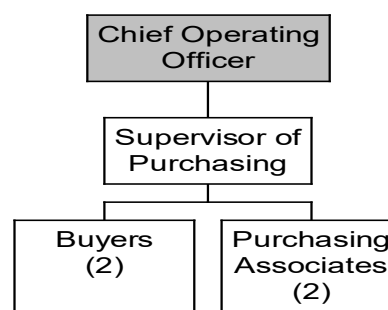 Chief Operating
Officer
Supervisor of
Purchasing
Buyers
(2)
Purchasing
Associates
(2)